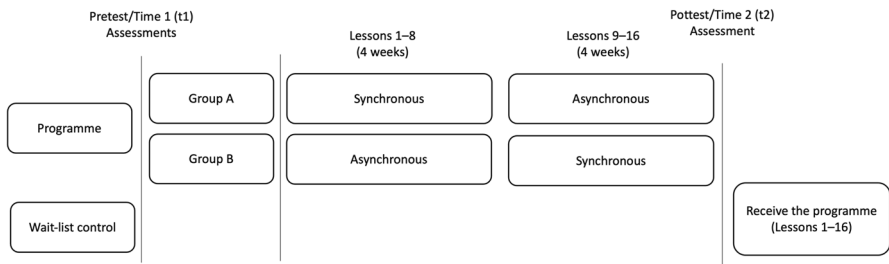 Pretest/Time 1 (t1)
Assessments
Pottest/Time 2 (t2)
Assessment
Lessons 1–8
(4 weeks)
Lessons 9–16
(4 weeks)
Programme
Group A
Synchronous
Asynchronous
Group B
Asynchronous
Synchronous
Wait-list control
Receive the programme
(Lessons 1–16)